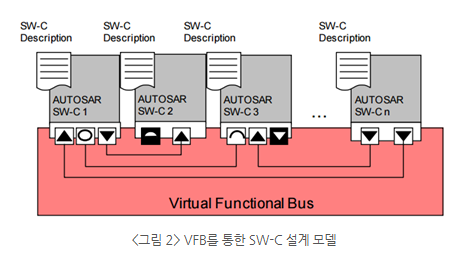 SW-C
Description
SW-C
Description
SW-C
Description
SW-C
Description
AUTOSAR
SW-C 1
AUTOSAR
SW-C 2
AUTOSAR
SW-C 3
...
AUTOSAR
SW-C n
Virtual Functional Bus
<그림 2> VFB를 통한 SW-C 설계 모델